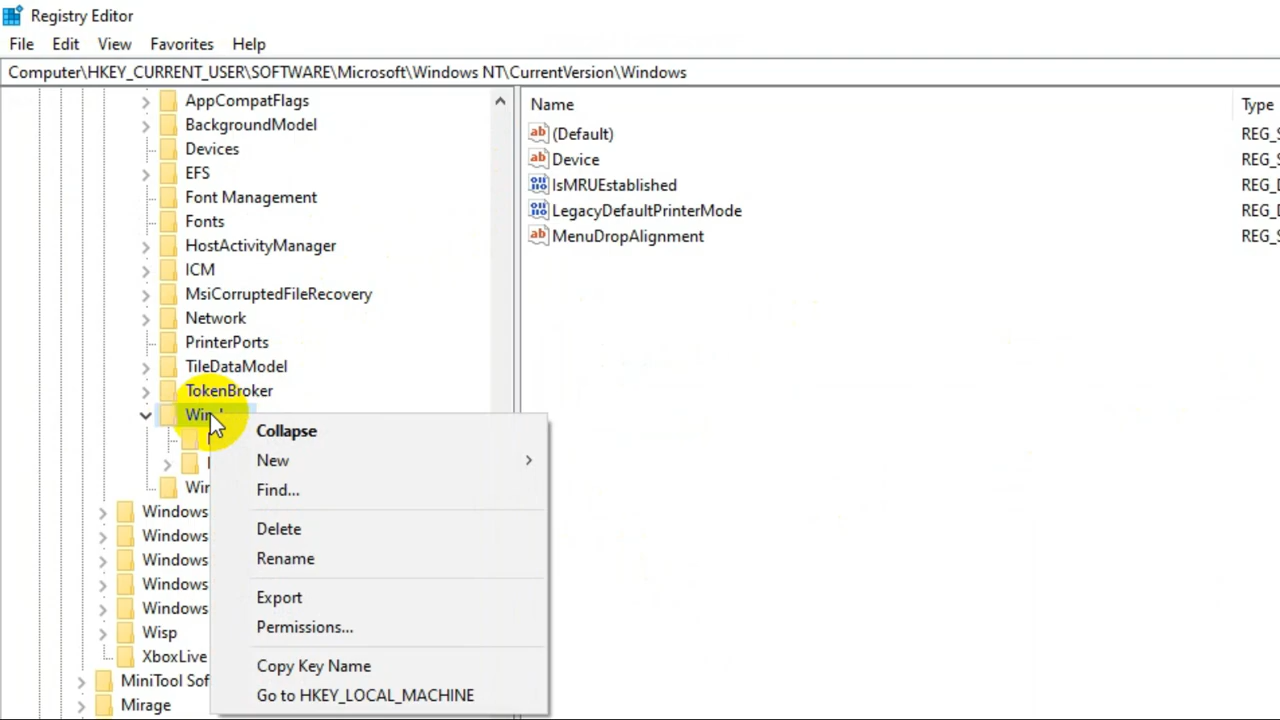 Registry Editor
File Edit View Favorites Help
Computer\HKEY_CURRENT_USER\SOFTWARE\Microsoft\Windows NT\CurrentVersion\Windows
AppCompatFlags
BackgroundModel
Devices
EFS
Font Management
Fonts
HostActivityManager
ICM
MsiCorruptedFileRecovery
Network
PrinterPorts
TileDataModel
TokenBroker
Windows
Windows
Windows
Windows
Windows
Wisp
XboxLive
MiniTool
Mirage
Collapse
New
Find...
Delete
Rename
Export
Permissions...
Copy Key Name
Go to HKEY_LOCAL_MACHINE
Name Type
(Default)
Device
IsMRUEstablished
LegacyDefaultPrinterMode
MenuDropAlignment